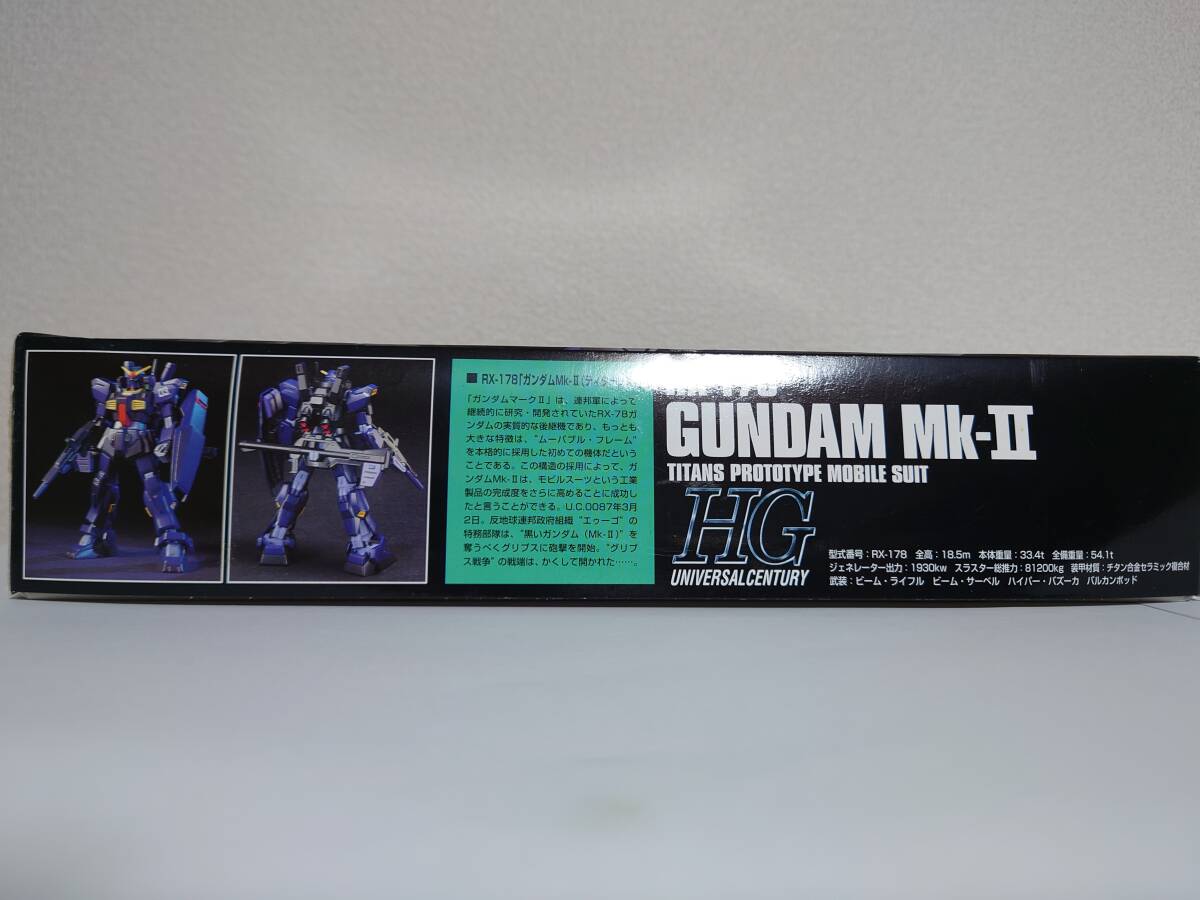 ■ RX-178「ガンダムMk-Ⅱ(ティターンズ)
「ガンダムマークⅡ」は、連邦軍によって
継続的に研究・開発されていたRX-78ガ
ンダムの実質的な後継機であり、もっとも
大きな特徴は、"ムーバブル・フレーム"
を本格的に採用した初めての機体だという
ことである。この構造の採用によって、ガ
ンダムMk-Ⅱは、モビルスーツという工業
製品の完成度をさらに高めることに成功し
たと言うことができる。U.C.0087年3月
2日。反地球連邦政府組織"エゥーゴ"の
特務部隊は、"黒いガンダム(Mk-Ⅱ)"を
奪うべくグリプスに砲撃を開始。"グリプ
ス戦争"の戦端は、かくして開かれた……。
RX-178
GUNDAM Mk-II
TITANS PROTOTYPE MOBILE SUIT
HG
UNIVERSAL CENTURY
型式番号:RX-178 全高:18.5m 本体重量:33.4t 全備重量:54.1t
ジェネレーター出力:1930kw スラスター総推力:81200kg 装甲材質:チタン合金セラミック複合材
武装:ビーム・ライフル ビーム・サーベル ハイパー・バズーカ バルカンポッド